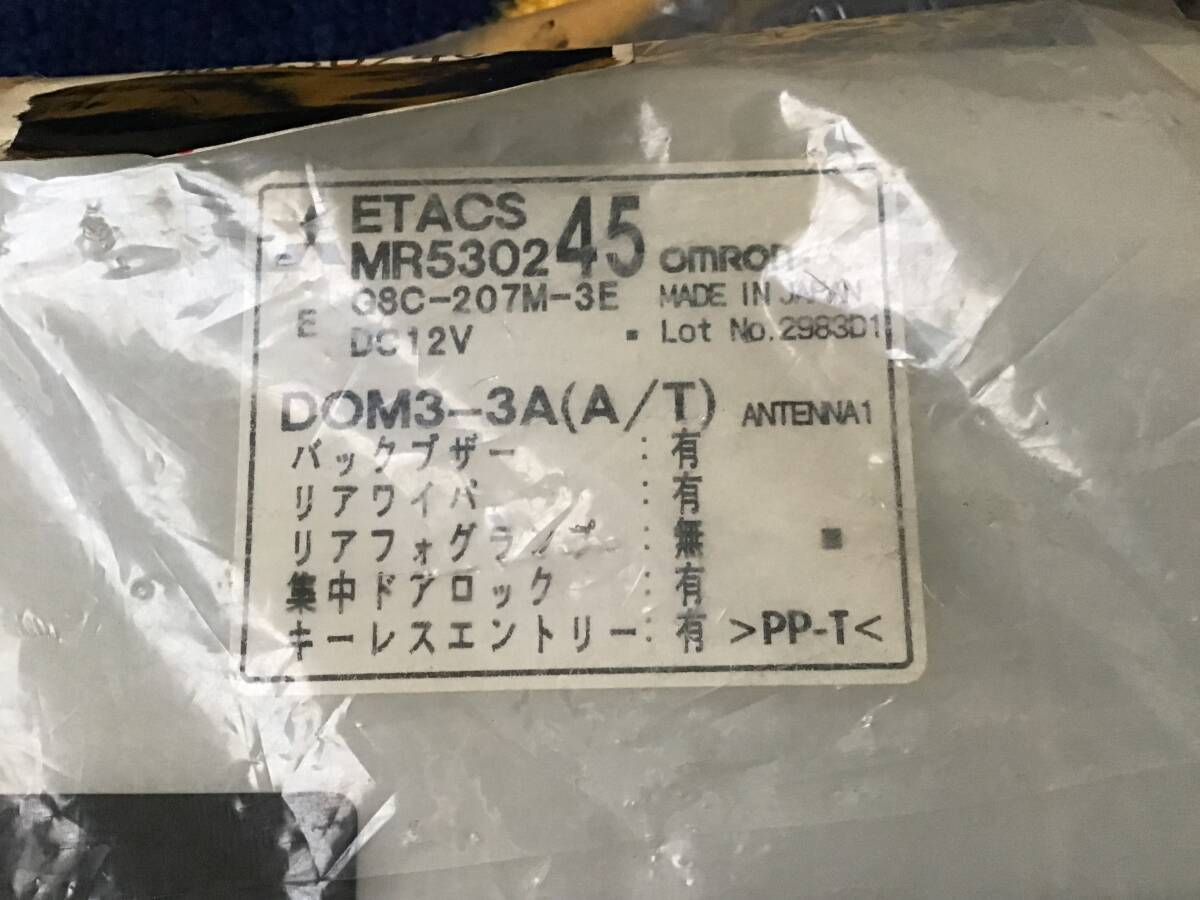 ETACS
MR530245 OMRON
G8C-207M-3E MADE IN JAPAN
E
DC12V Lot No.2983D1
DOM3-3A(A/T) ANTENNA1
バックブザー : 有
リアワイパ : 有
リアフォグランプ : 無
集中ドアロック : 有
キーレスエントリー : 有 >PP-T<